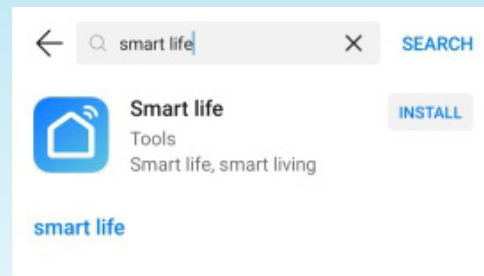 smart life SEARCH
Smart life INSTALL
Tools
Smart life, smart living
smart life